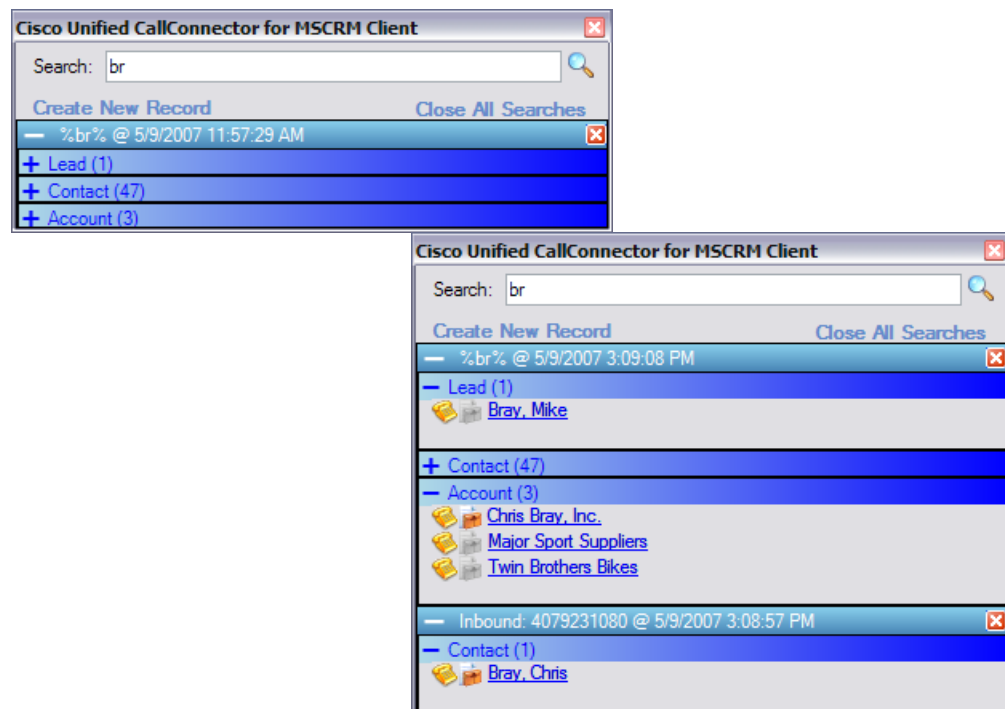 Cisco Unified CallConnector for MSCRM Client
Search: br
Create New Record Close All Searches
%br% @ 5/9/2007 11:57:29 AM
Lead (1)
Contact (47)
Account (3)
Cisco Unified CallConnector for MSCRM Client
Search: br
Create New Record Close All Searches
%br% @ 5/9/2007 3:09:08 PM
Lead (1)
Bray, Mike
Contact (47)
Account (3)
Chris Bray, Inc.
Major Sport Suppliers
Twin Brothers Bikes
Inbound: 4079231080 @ 5/9/2007 3:08:57 PM
Contact (1)
Bray, Chris